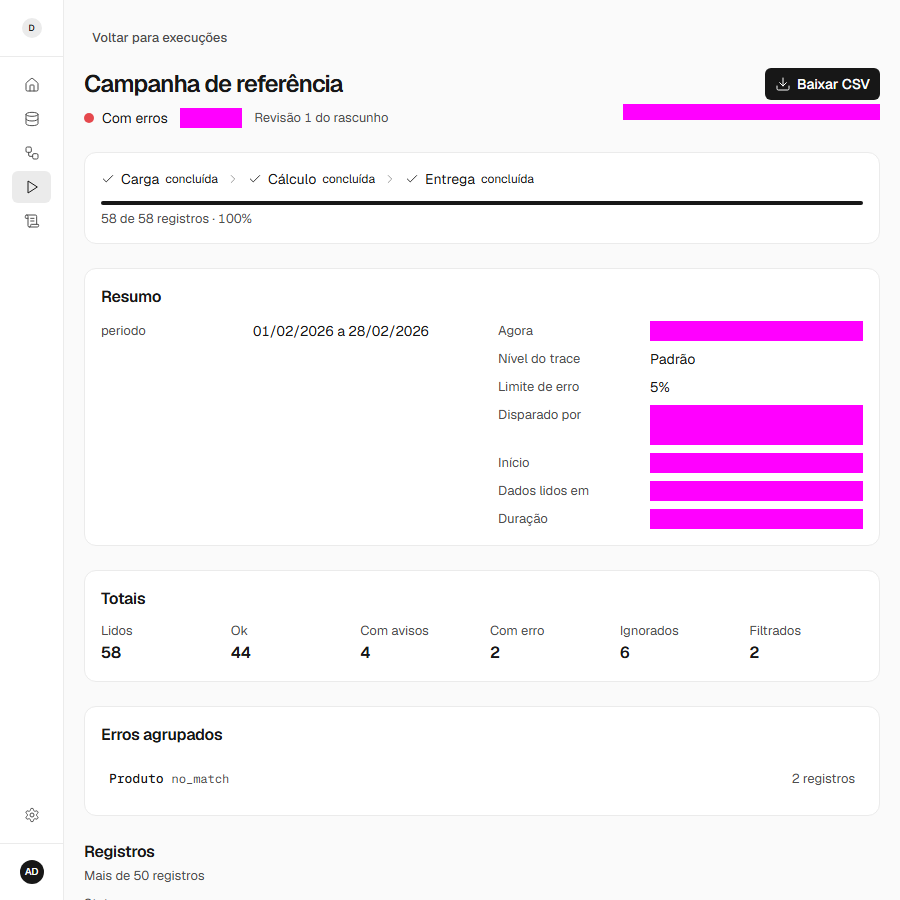 D
Voltar para execuções
Campanha de referência
Baixar CSV
Com erros
Revisão 1 do rascunho
Carga concluída
Cálculo concluída
Entrega concluída
58 de 58 registros · 100%
Resumo
periodo
01/02/2026 a 28/02/2026
Agora
Nível do trace
Padrão
Limite de erro
5%
Disparado por
Início
Dados lidos em
Duração
Totais
Lidos
58
Ok
44
Com avisos
4
Com erro
2
Ignorados
6
Filtrados
2
Erros agrupados
Produto no_match
2 registros
Registros
Mais de 50 registros
AD